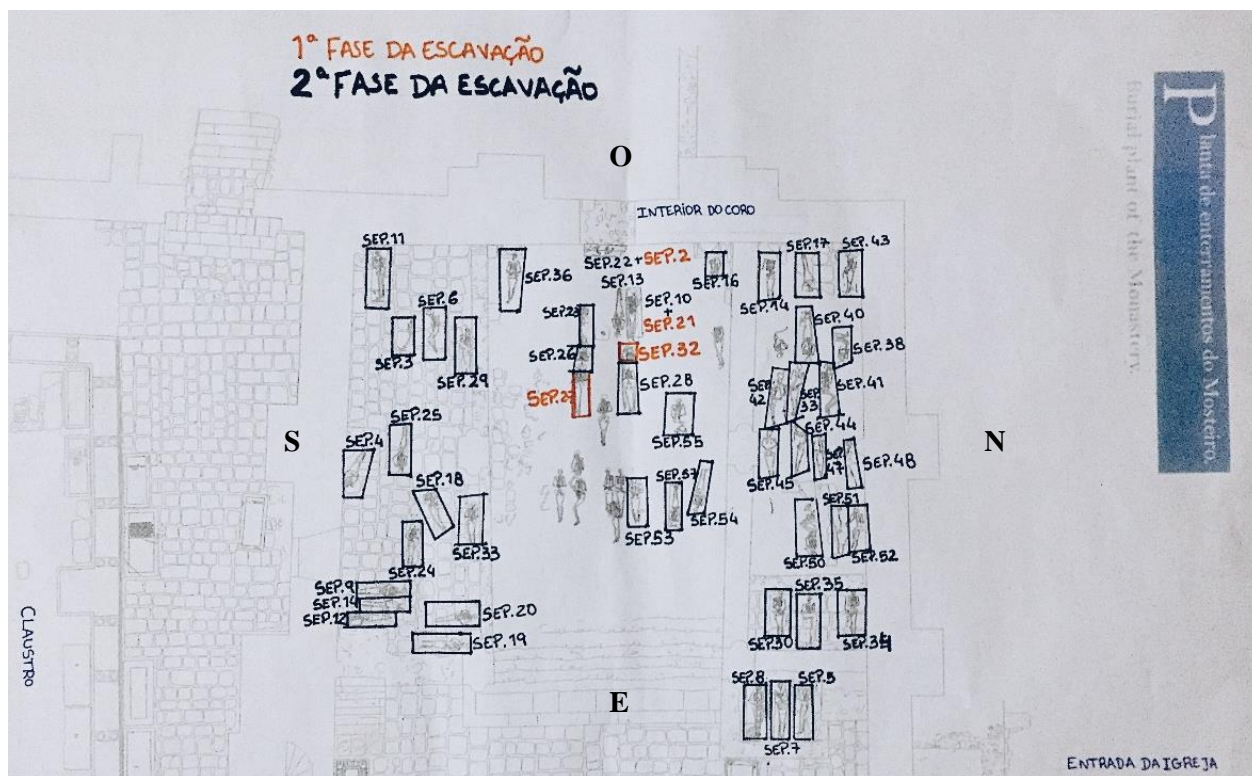 1ª FASE DA ESCAVAÇÃO
2ª FASE DA ESCAVAÇÃO
Planta de enterramentos do Mosteiro.
Burial plant of the Monastery.
O
INTERIOR DO CORO
SEP.11
SEP.36
SEP.22+SEP.2
SEP.13
SEP.16
SEP.17
SEP.43
SEP.14
SEP.10
+
SEP.21
SEP.6
SEP.3
SEP.29
SEP.26
SEP.32
SEP.28
SEP.40
SEP.38
SEP.42
SEP.33
SEP.41
SEP.55
S
N
SEP.25
SEP.4
SEP.18
SEP.33
SEP.24
SEP.44
SEP.45
SEP.47
SEP.48
SEP.37
SEP.54
SEP.53
SEP.51
SEP.50
SEP.52
SEP.9
SEP.14
SEP.12
SEP.20
SEP.19
SEP.35
SEP.30
SEP.34
SEP.8
SEP.5
SEP.7
E
CLAUSTRO
ENTRADA DA IGREJA